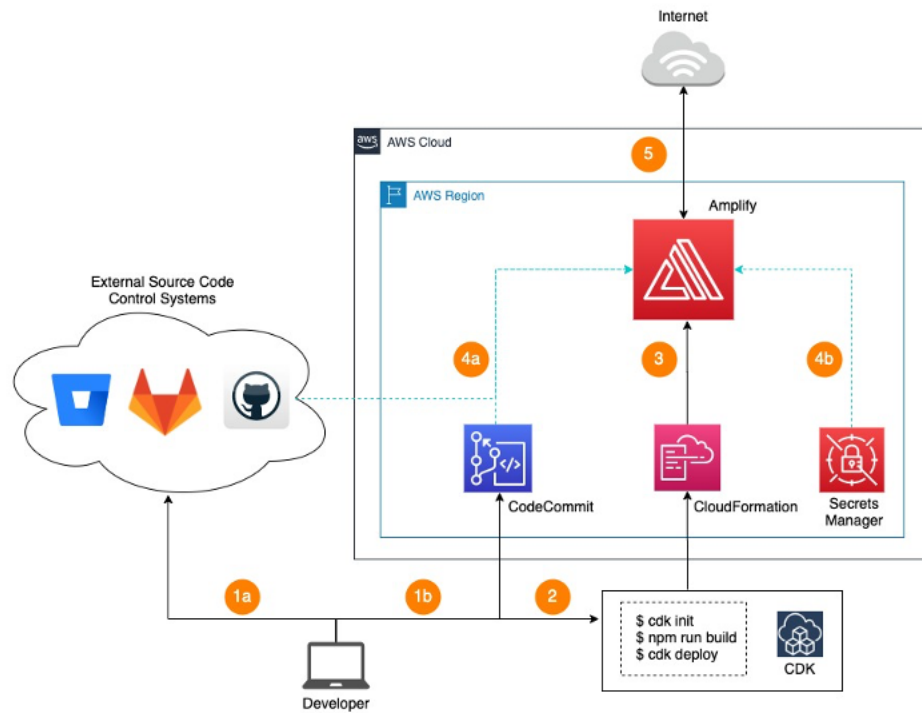 Internet
aws
AWS Cloud
5
AWS Region
Amplify
External Source Code
Control Systems
4a
3
4b
</>
CodeCommit
CloudFormation
Secrets
Manager
1a
1b
2
$ cdk init
$ npm run build
$ cdk deploy
CDK
Developer